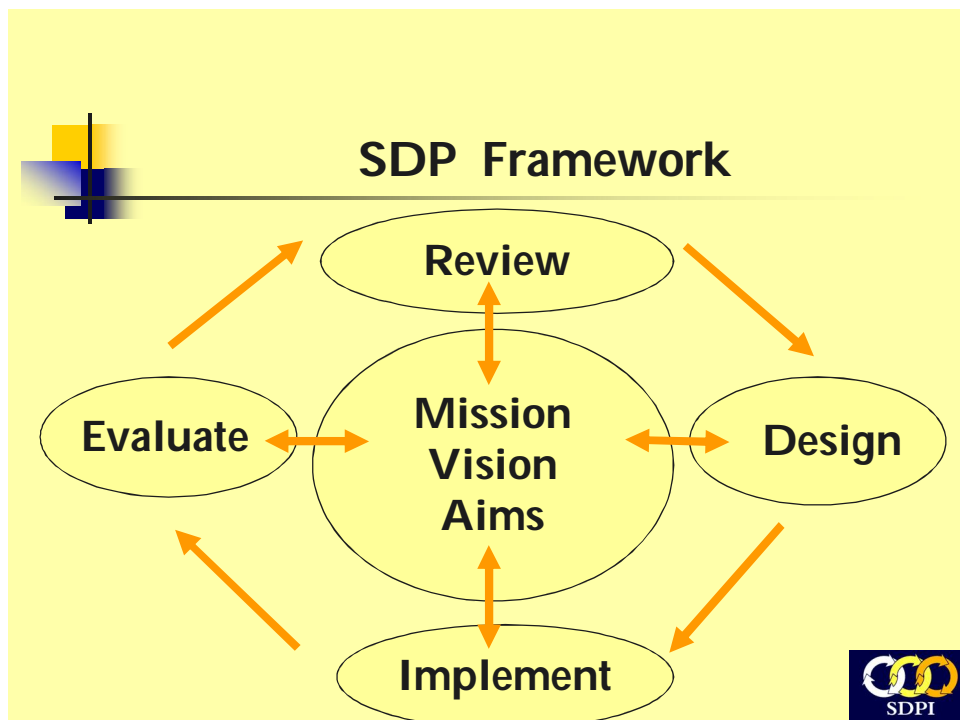 SDP Framework
Review
Evaluate
Mission
Vision
Aims
Design
Implement
SDPI